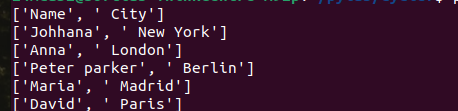 ['Name', ' City']
['Johhana', ' New York']
['Anna', ' London']
['Peter parker', ' Berlin']
['Maria', ' Madrid']
['David', ' Paris']